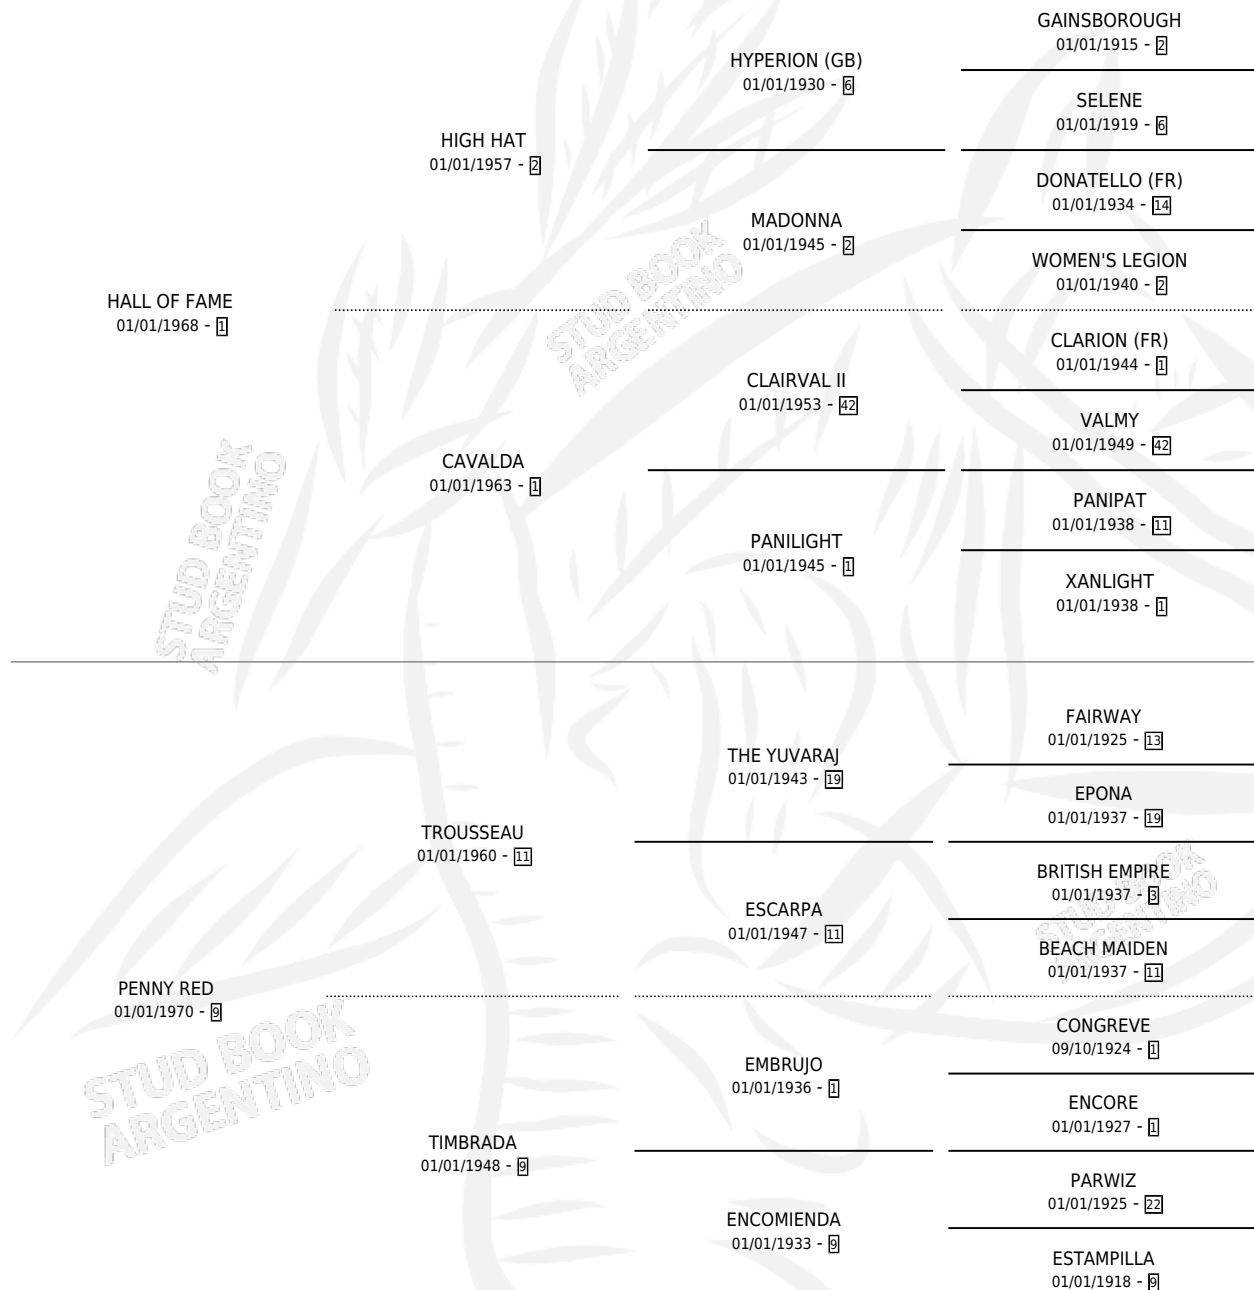 GAINSBOROUGH
01/01/1915 - 2
HYPERION (GB)
01/01/1930 - 6
SELENE
01/01/1919 - 6
HIGH HAT
01/01/1957 - 2
DONATELLO (FR)
01/01/1934 - 14
MADONNA
01/01/1945 - 2
WOMEN'S LEGION
01/01/1940 - 2
STUD BOOK
ARGENTINO
HALL OF FAME
01/01/1968 - 1
CLARION (FR)
01/01/1944 - 1
CLAIRVAL II
01/01/1953 - 42
VALMY
01/01/1949 - 42
CAVALDA
01/01/1963 - 1
PANIPAT
01/01/1938 - 11
PANILIGHT
01/01/1945 - 1
XANLIGHT
01/01/1938 - 1
STUD BOOK
ARGENTINO
FAIRWAY
01/01/1925 - 13
THE YUVARAJ
01/01/1943 - 19
EPONA
01/01/1937 - 19
TROUSSEAU
01/01/1960 - 11
BRITISH EMPIRE
01/01/1937 - 3
STUD BOOK
ARGENTINO
ESCARPA
01/01/1947 - 11
BEACH MAIDEN
01/01/1937 - 11
PENNY RED
01/01/1970 - 9
CONGREVE
09/10/1924 - 1
EMBRUJO
01/01/1936 - 1
ENCORE
01/01/1927 - 1
STUD BOOK
ARGENTINO
TIMBRADA
01/01/1948 - 9
PARWIZ
01/01/1925 - 22
ENCOMIENDA
01/01/1933 - 9
ESTAMPILLA
01/01/1918 - 9